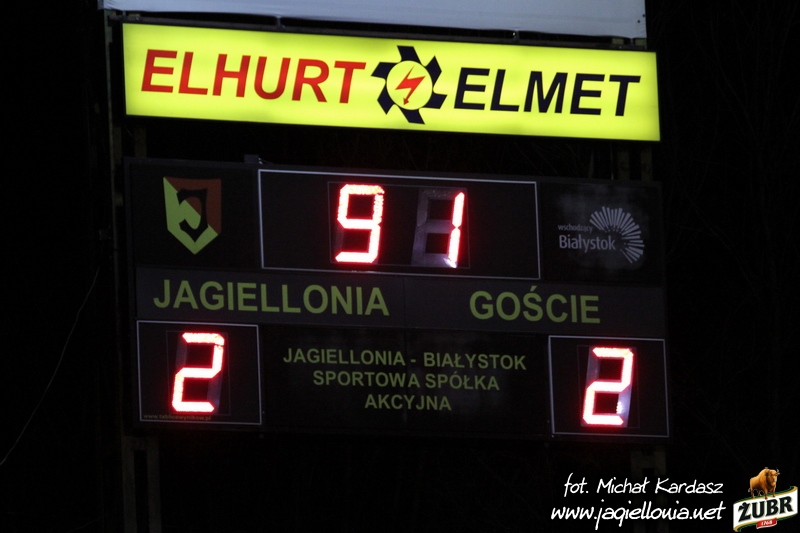 ELHURT ELMET
91
wschodzący
Białystok
JAGIELLONIA GOŚCIE
2 2
JAGIELLONIA - BIAŁYSTOK
SPORTOWA SPÓŁKA
AKCYJNA
fot. Michał Kardasz
www.jagiellonia.net
ŻUBR
1768